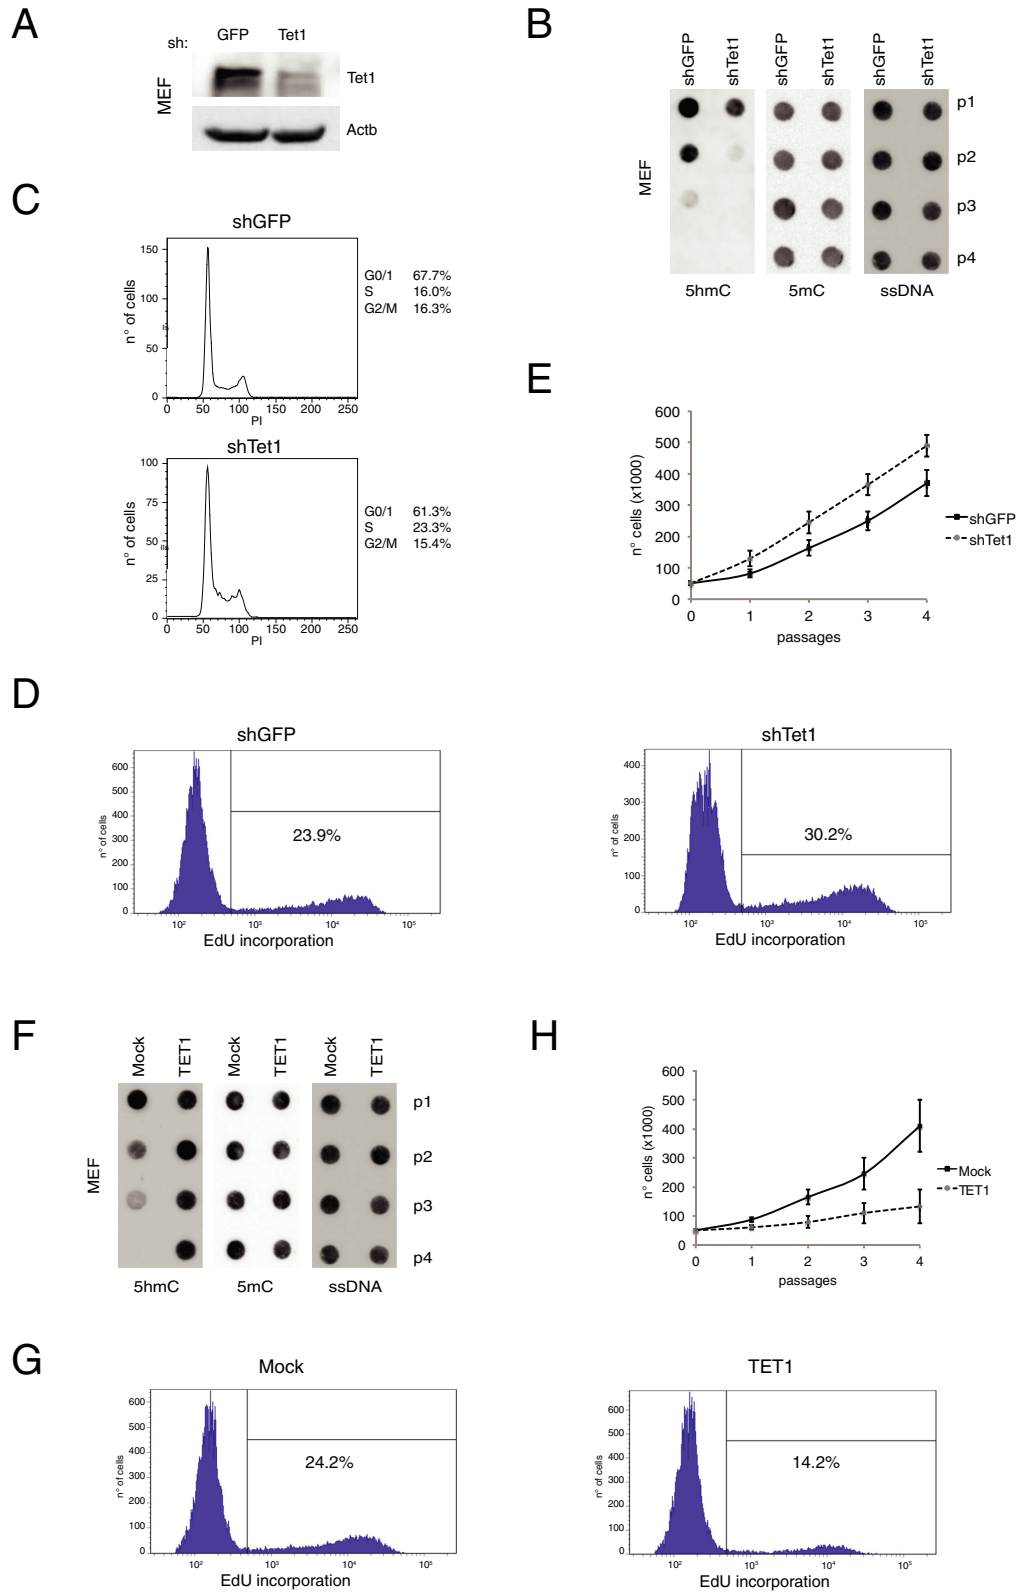 A
sh: GFP Tet1
MEF
Tet1
Actb
B
shGFP shTet1 shGFP shTet1 shGFP shTet1
MEF
p1
p2
p3
p4
5hmC 5mC ssDNA
C
shGFP
n° of cells
150
100
50
0
0 50 100 150 200 250
PI
G0/1 67.7%
S 16.0%
G2/M 16.3%
shTet1
n° of cells
100
75
50
25
0
0 50 100 150 200 250
PI
G0/1 61.3%
S 23.3%
G2/M 15.4%
E
n° cells (x1000)
600
500
400
300
200
100
0
0 1 2 3 4
passages
shGFP
shTet1
D
shGFP
n° of cells
600
500
400
300
200
100
0
23.9%
10² 10³ 10⁴ 10⁵
EdU incorporation
shTet1
n° of cells
400
300
200
100
0
30.2%
10² 10³ 10⁴ 10⁵
EdU incorporation
F
Mock TET1 Mock TET1 Mock TET1
MEF
p1
p2
p3
p4
5hmC 5mC ssDNA
H
n° cells (x1000)
600
500
400
300
200
100
0
0 1 2 3 4
passages
Mock
TET1
G
Mock
n° of cells
600
500
400
300
200
100
0
24.2%
10² 10³ 10⁴ 10⁵
EdU incorporation
TET1
n° of cells
600
500
400
300
200
100
0
14.2%
10² 10³ 10⁴ 10⁵
EdU incorporation